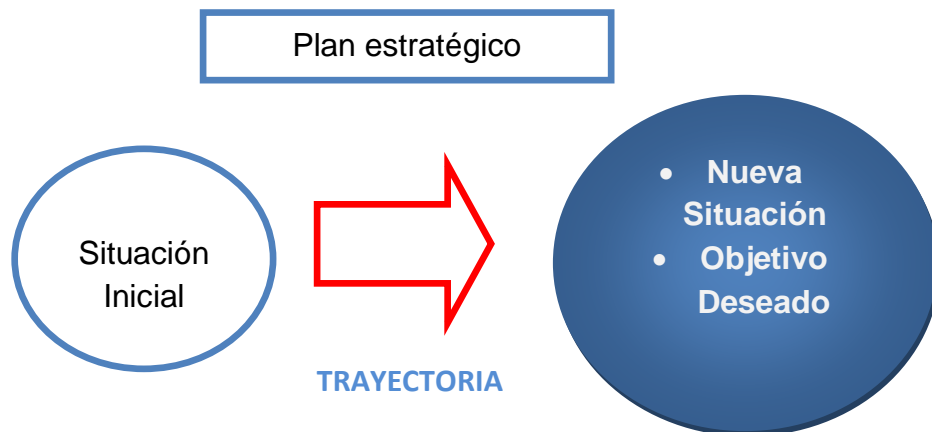 Plan estratégico
Situación
Inicial
TRAYECTORIA
• Nueva
Situación
• Objetivo
Deseado